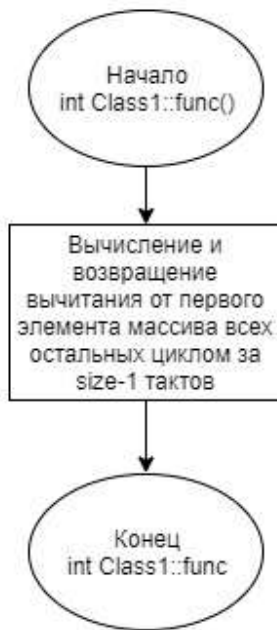 Начало
int Class1::func()
Вычисление и
возвращение
вычитания от первого
элемента массива всех
остальных циклом за
size-1 тактов
Конец
int Class1::func